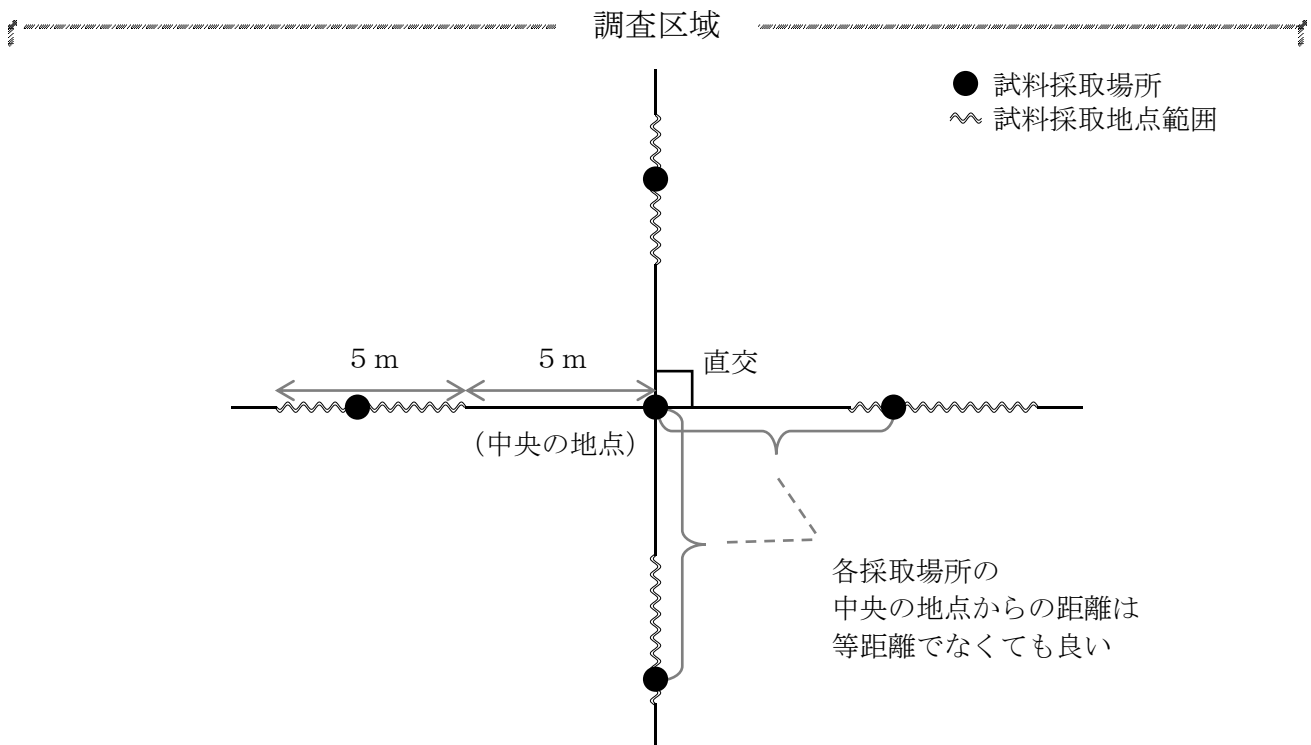 調査区域
試料採取場所
試料採取地点範囲
５ｍ
５ｍ
直交
（中央の地点）
各採取場所の
中央の地点からの距離は
等距離でなくても良い